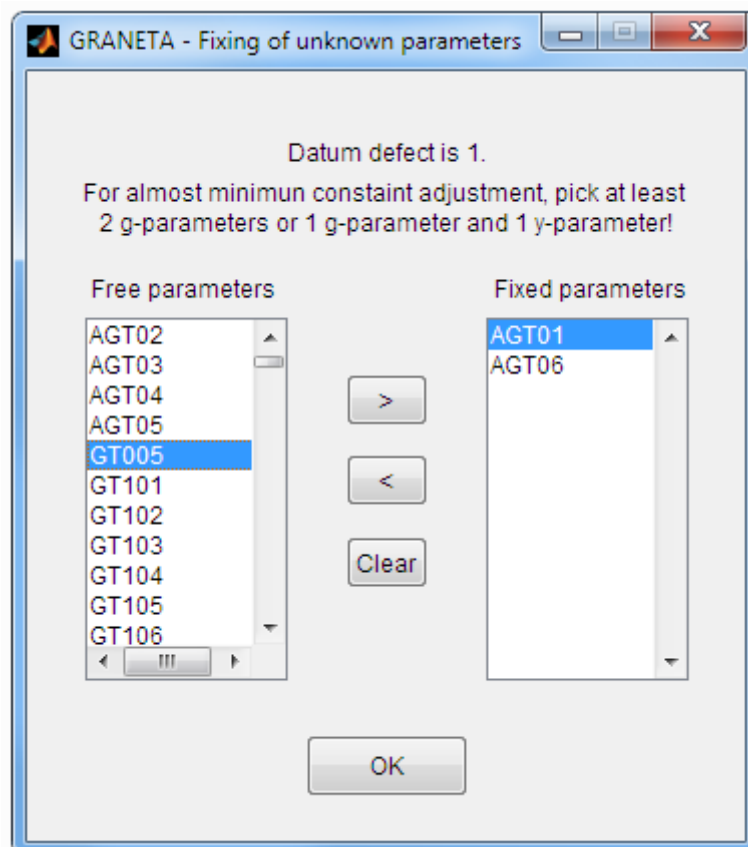 GRANETA - Fixing of unknown parameters
Datum defect is 1.
For almost minimun constaint adjustment, pick at least
2 g-parameters or 1 g-parameter and 1 y-parameter!
Free parameters
Fixed parameters
AGT02
AGT03
AGT04
AGT05
GT005
GT101
GT102
GT103
GT104
GT105
GT106
>
<
Clear
AGT01
AGT06
OK